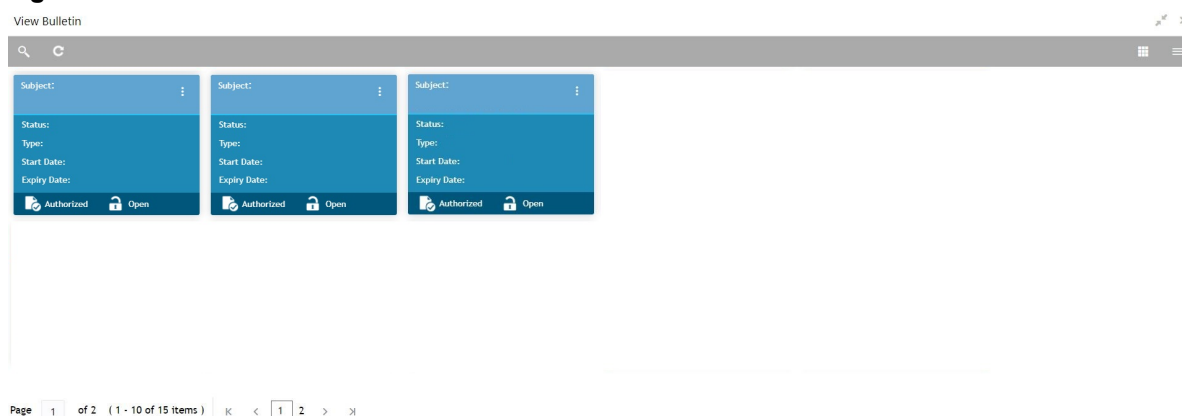 View Bulletin
Subject: Subject: Subject:
Status: Status: Status:
Type: Type: Type:
Start Date: Start Date: Start Date:
Expiry Date: Expiry Date: Expiry Date:
Authorized Open Authorized Open Authorized Open
Page 1 of 2 ( 1 - 10 of 15 items ) 1 2